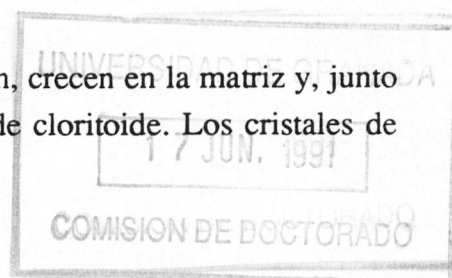 UNIVERSIDAD DE GRANADA
n, crecen en la matriz y, junto
de cloritoide. Los cristales de
17 JUN. 1991
COMISION DE DOCTORADO